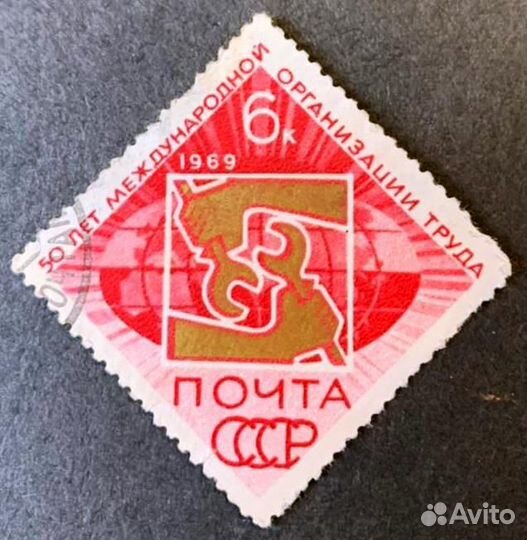 50 ЛЕТ МЕЖДУНАРОДНОЙ
ОРГАНИЗАЦИИ ТРУДА
6к
1969
ПОЧТА
СССР
Avito